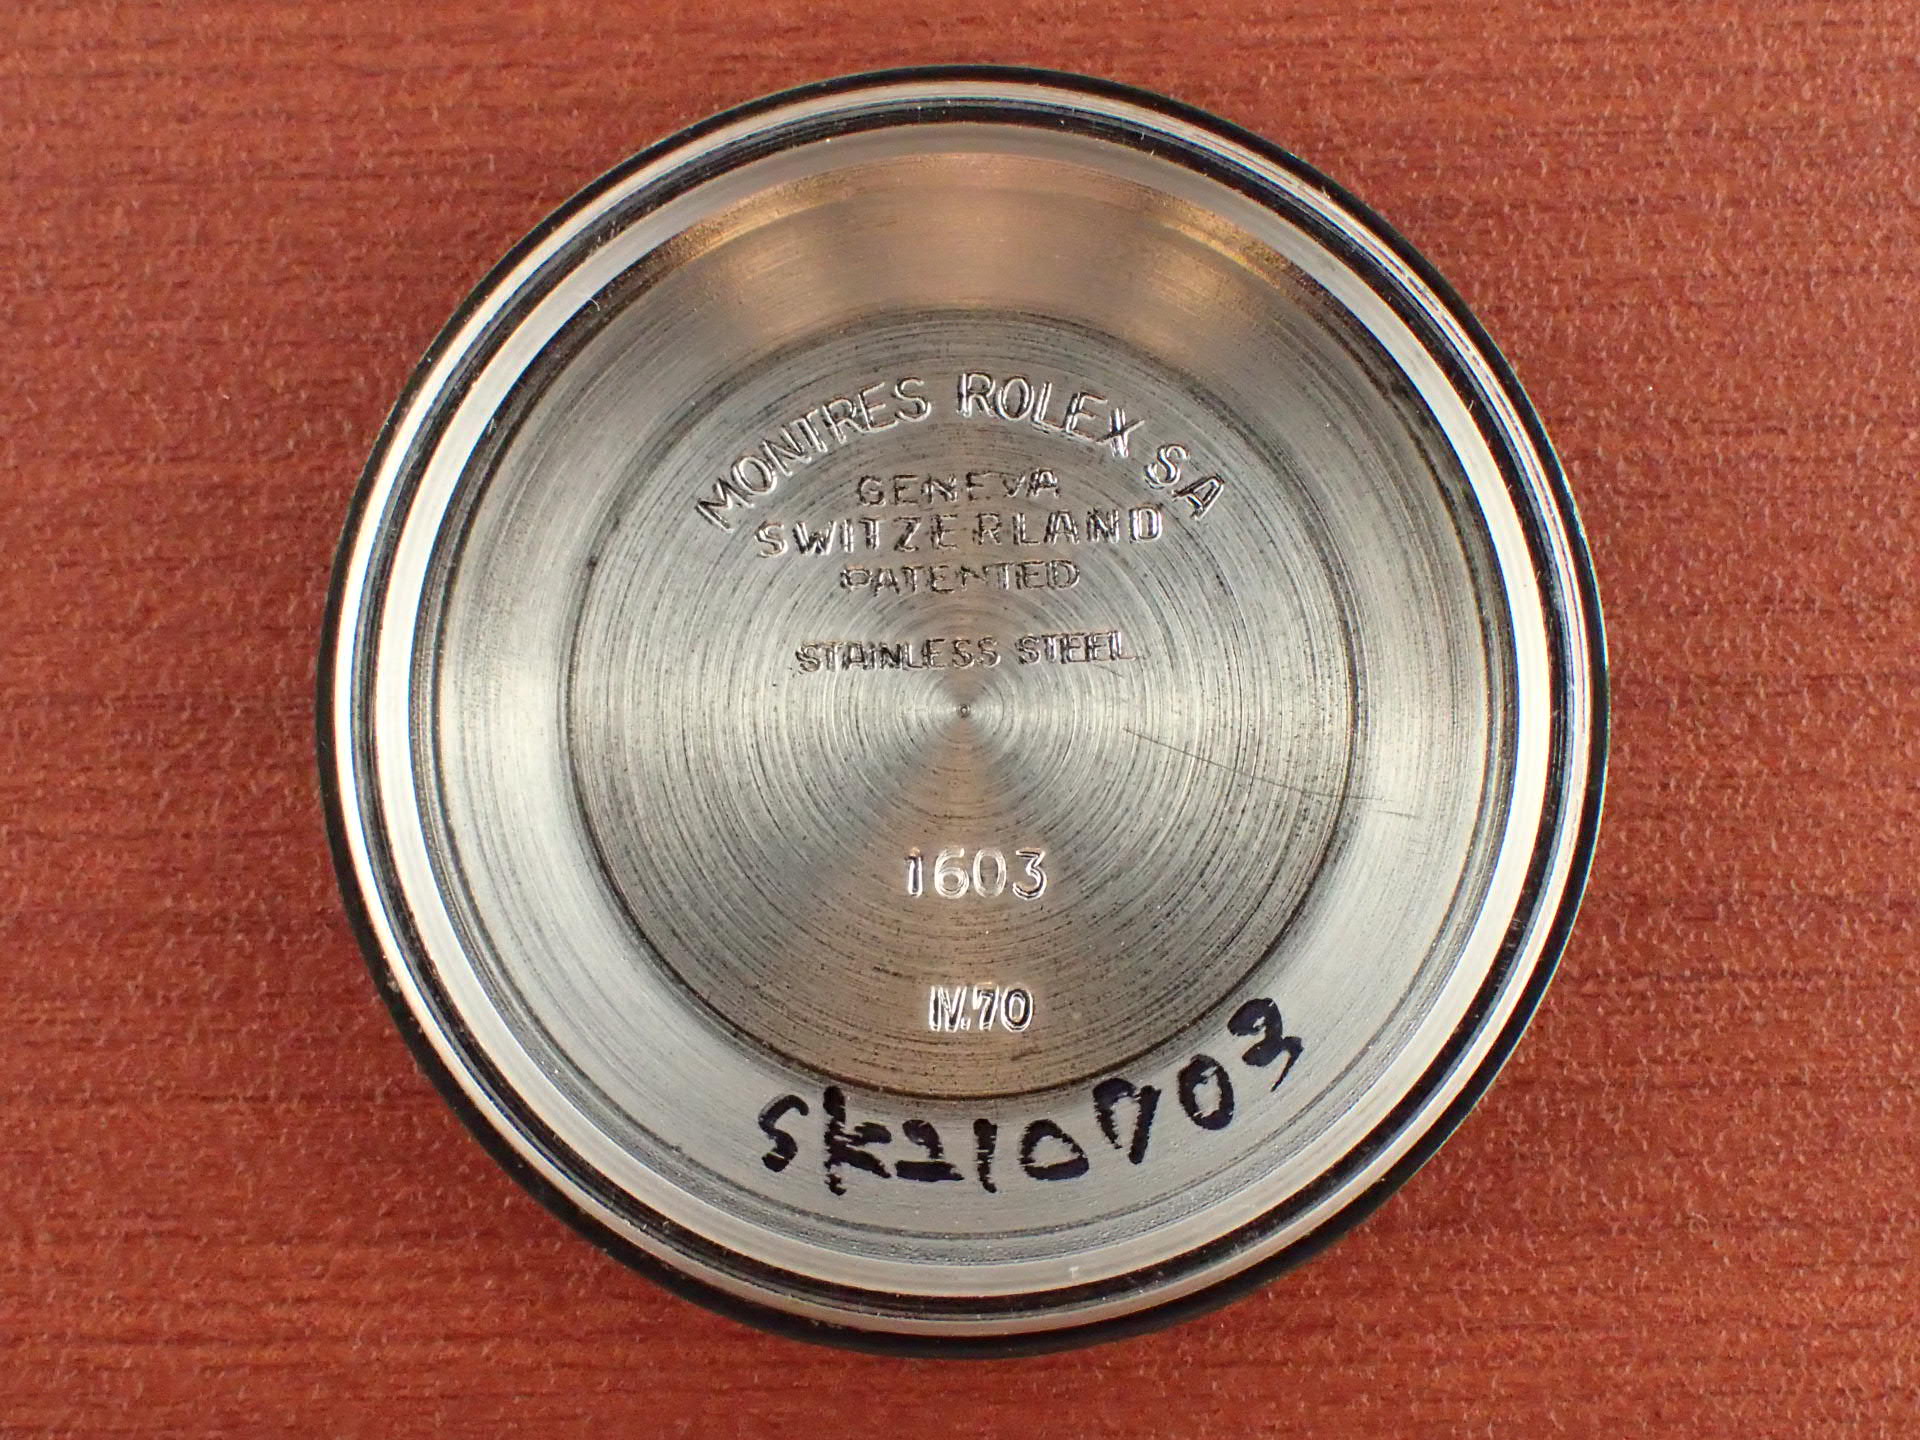 MONTRES ROLEX SA
GENEVA
SWITZERLAND
PATENTED
STAINLESS STEEL
1603
IV.70
sk210703